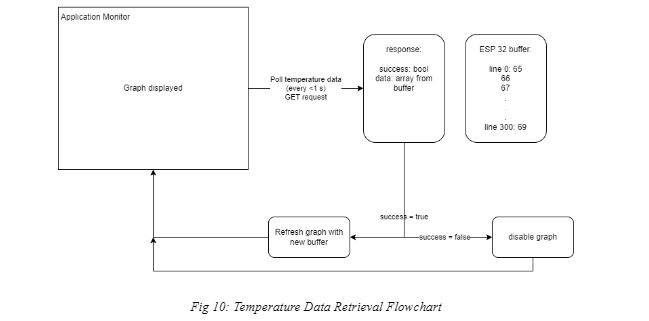 Application Monitor
Graph displayed
Poll temperature data
(every <1 s)
GET request
response:
success: bool
data: array from
buffer
ESP 32 buffer:
line 0: 65
66
67
.
.
.
line 300: 69
success = true
success = false
Refresh graph with
new buffer
disable graph
Fig 10: Temperature Data Retrieval Flowchart